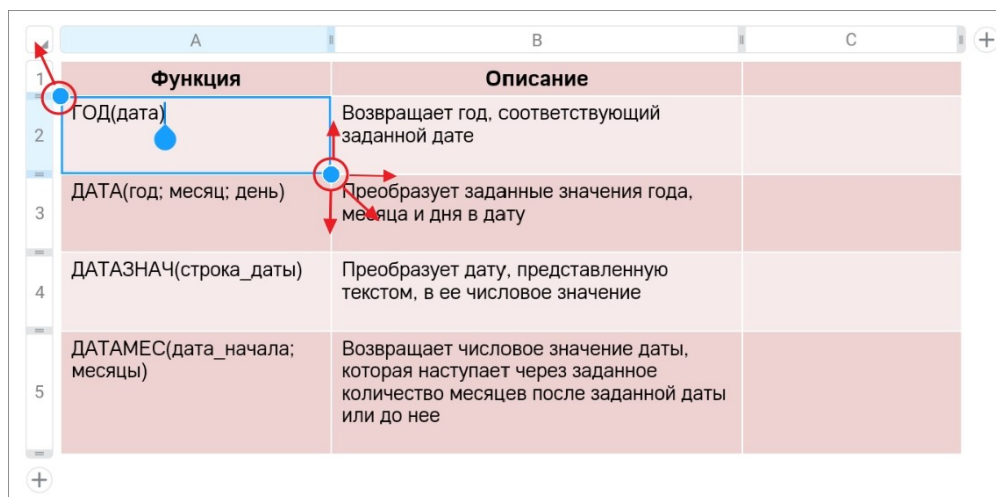 A B C
1 Функция Описание
2 ГОД(дата) Возвращает год, соответствующий
заданной дате
3 ДАТА(год; месяц; день) Преобразует заданные значения года,
месяца и дня в дату
4 ДАТАЗНАЧ(строка_даты) Преобразует дату, представленную
текстом, в ее числовое значение
5 ДАТАМЕС(дата_начала; Возвращает числовое значение даты,
месяцы) которая наступает через заданное
количество месяцев после заданной даты
или до нее